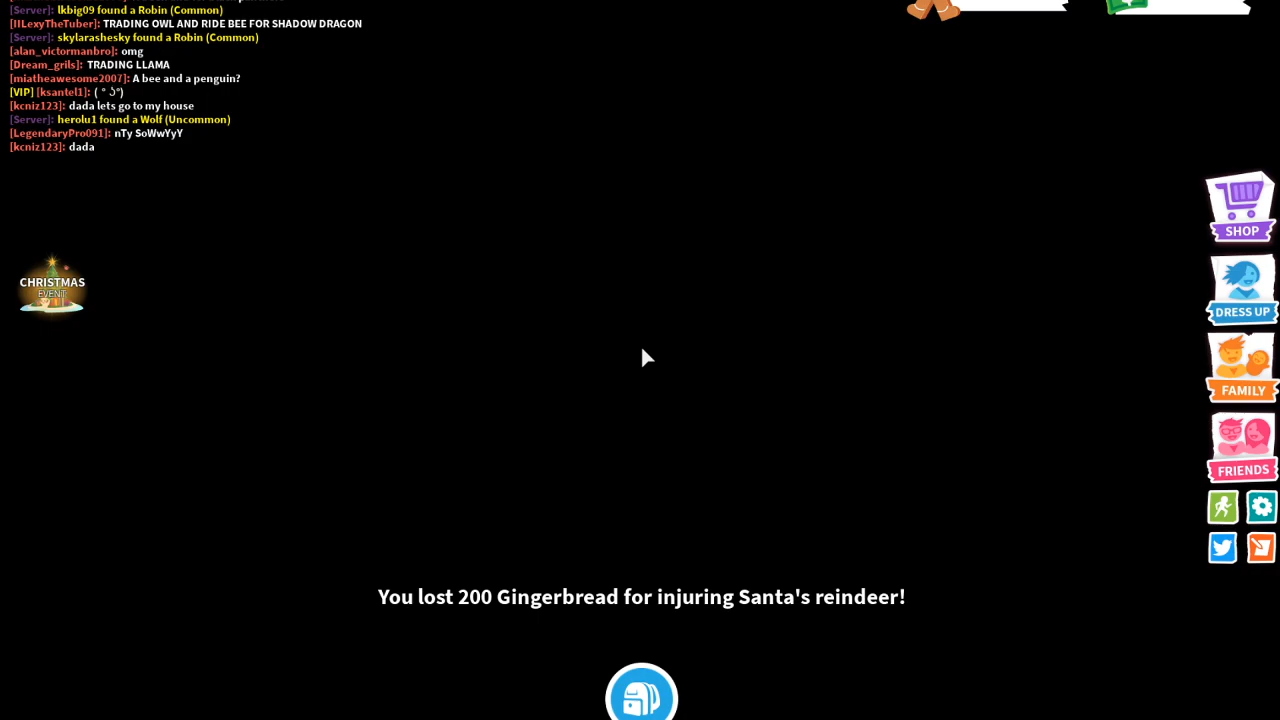 [Server]: lkbig09 found a Robin (Common)
[IILexyTheTuber]: TRADING OWL AND RIDE BEE FOR SHADOW DRAGON
[Server]: skylarashesky found a Robin (Common)
[alan_victormanbro]: omg
[Dream_grils]: TRADING LLAMA
[miatheawesome2007]: A bee and a penguin?
[VIP] [ksantel1]: ( ͡° ͜ʖ ͡°)
[kcniz123]: dada lets go to my house
[Server]: herolu1 found a Wolf (Uncommon)
[LegendaryPro091]: nTy SoWwYyY
[kcniz123]: dada
CHRISTMAS
EVENT
SHOP
DRESS UP
FAMILY
FRIENDS
You lost 200 Gingerbread for injuring Santa's reindeer!